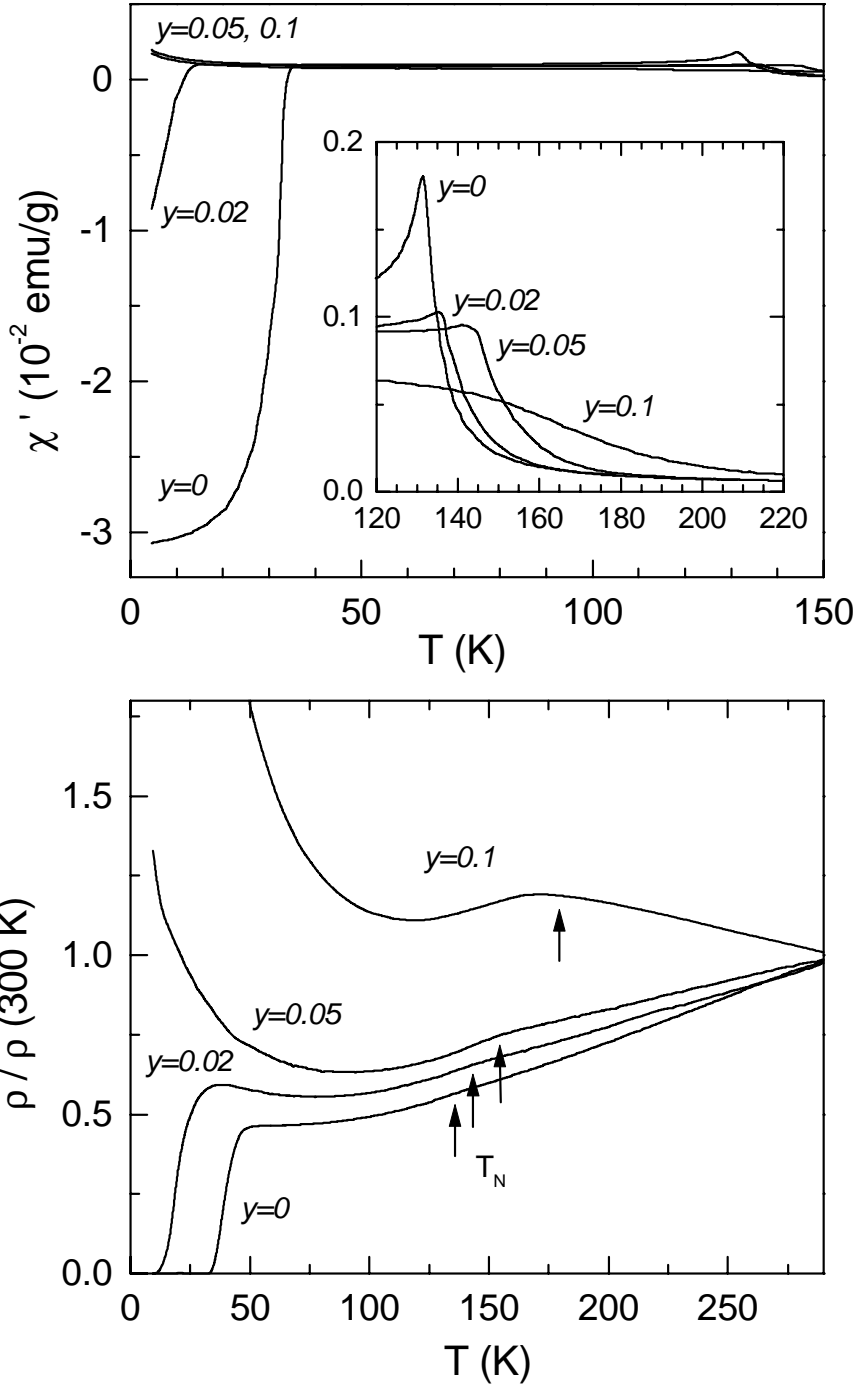 y=0.05, 0.1
0
-1
-2
-3
y=0.02
y=0
χ ' (10^-2 emu/g)
0.2
0.1
0.0
y=0
y=0.02
y=0.05
y=0.1
120 140 160 180 200 220
0 50 100 150
T (K)
1.5
1.0
0.5
0.0
y=0.1
y=0.05
y=0.02
y=0
T_N
ρ / ρ (300 K)
0 50 100 150 200 250
T (K)